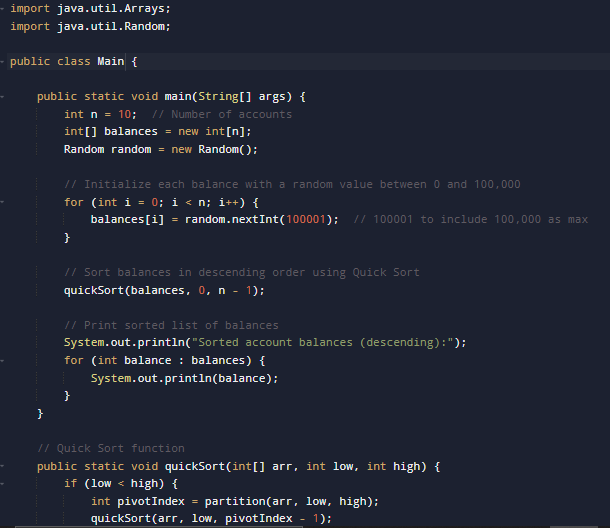 import java.util.Arrays;
import java.util.Random;
public class Main {
public static void main(String[] args) {
int n = 10;  // Number of accounts
int[] balances = new int[n];
Random random = new Random();
// Initialize each balance with a random value between 0 and 100,000
for (int i = 0; i < n; i++) {
balances[i] = random.nextInt(100001);  // 100001 to include 100,000 as max
}
// Sort balances in descending order using Quick Sort
quickSort(balances, 0, n - 1);
// Print sorted list of balances
System.out.println("Sorted account balances (descending):");
for (int balance : balances) {
System.out.println(balance);
}
}
// Quick Sort function
public static void quickSort(int[] arr, int low, int high) {
if (low < high) {
int pivotIndex = partition(arr, low, high);
quickSort(arr, low, pivotIndex - 1);